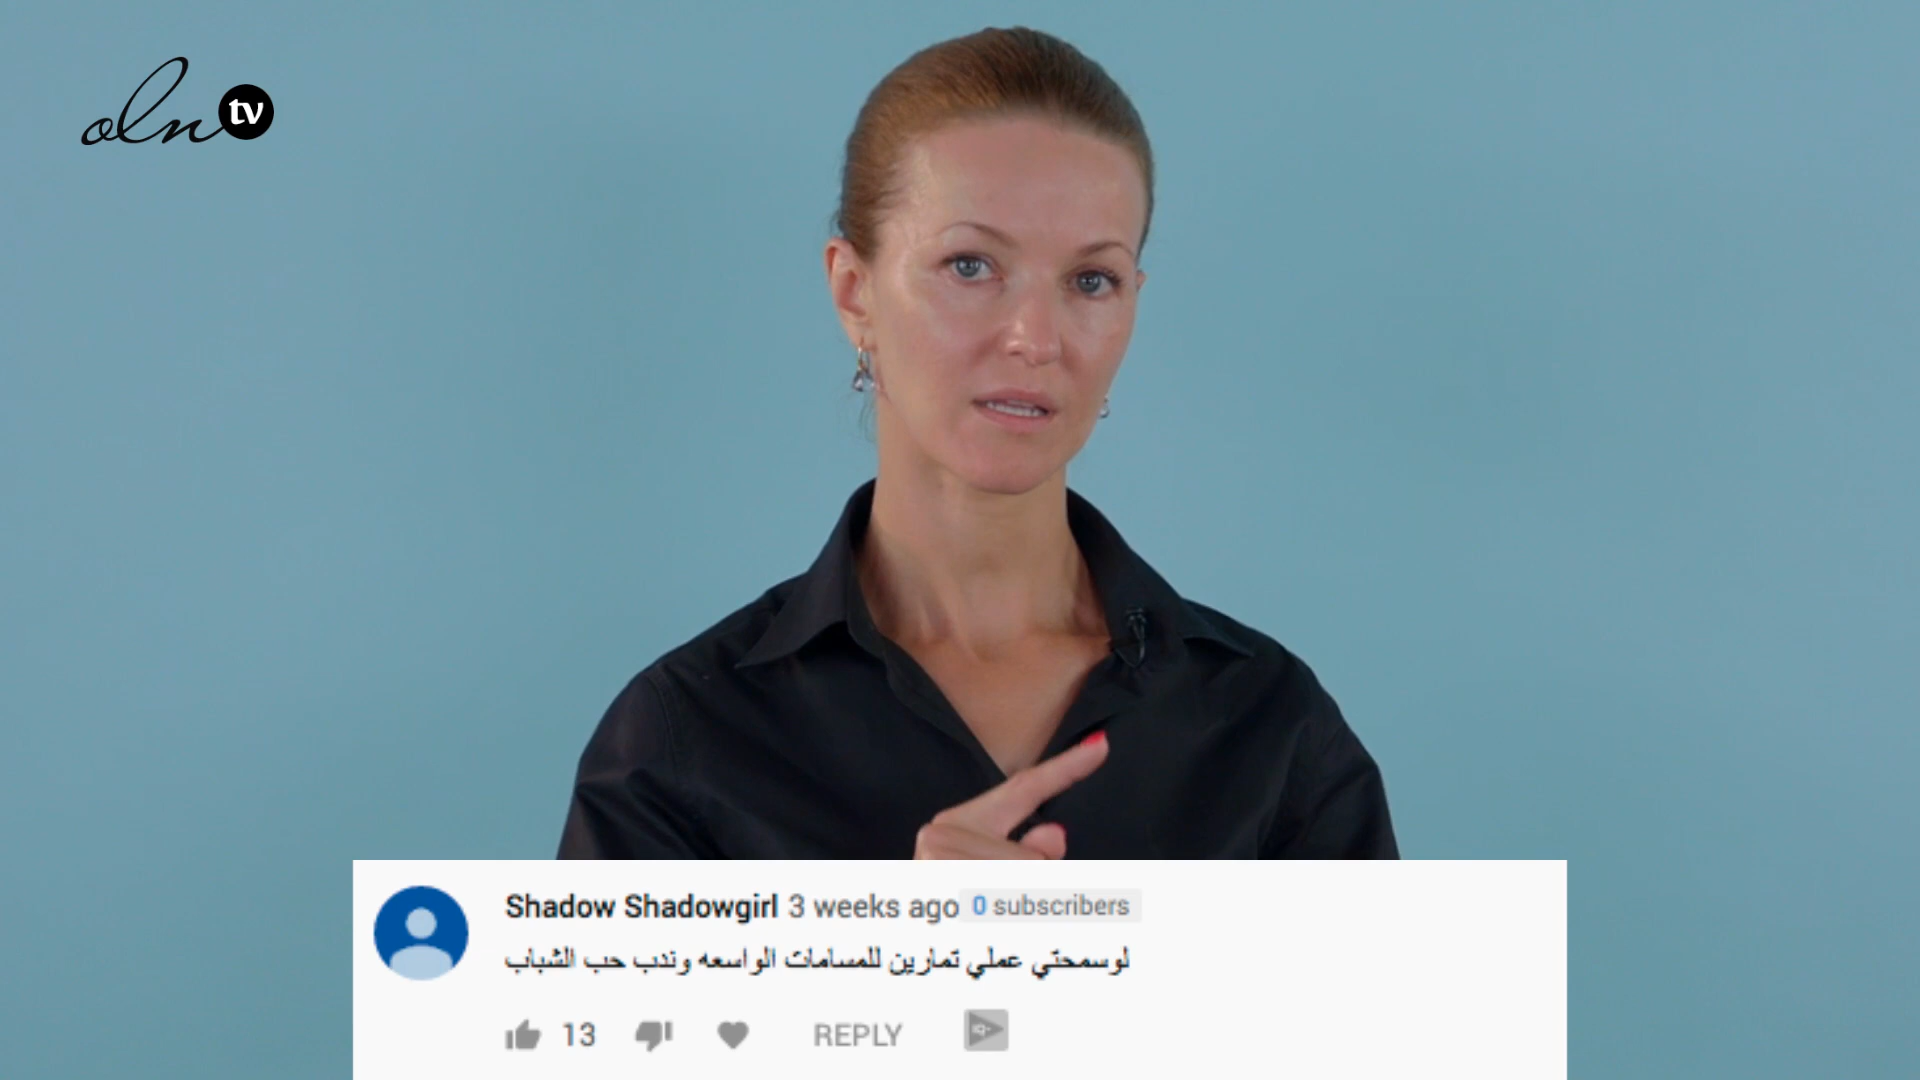 oln tv
Shadow Shadowgirl 3 weeks ago 0 subscribers
لوسمحتي عملي تمارين للمسامات الواسعه وندب حب الشباب
13 REPLY